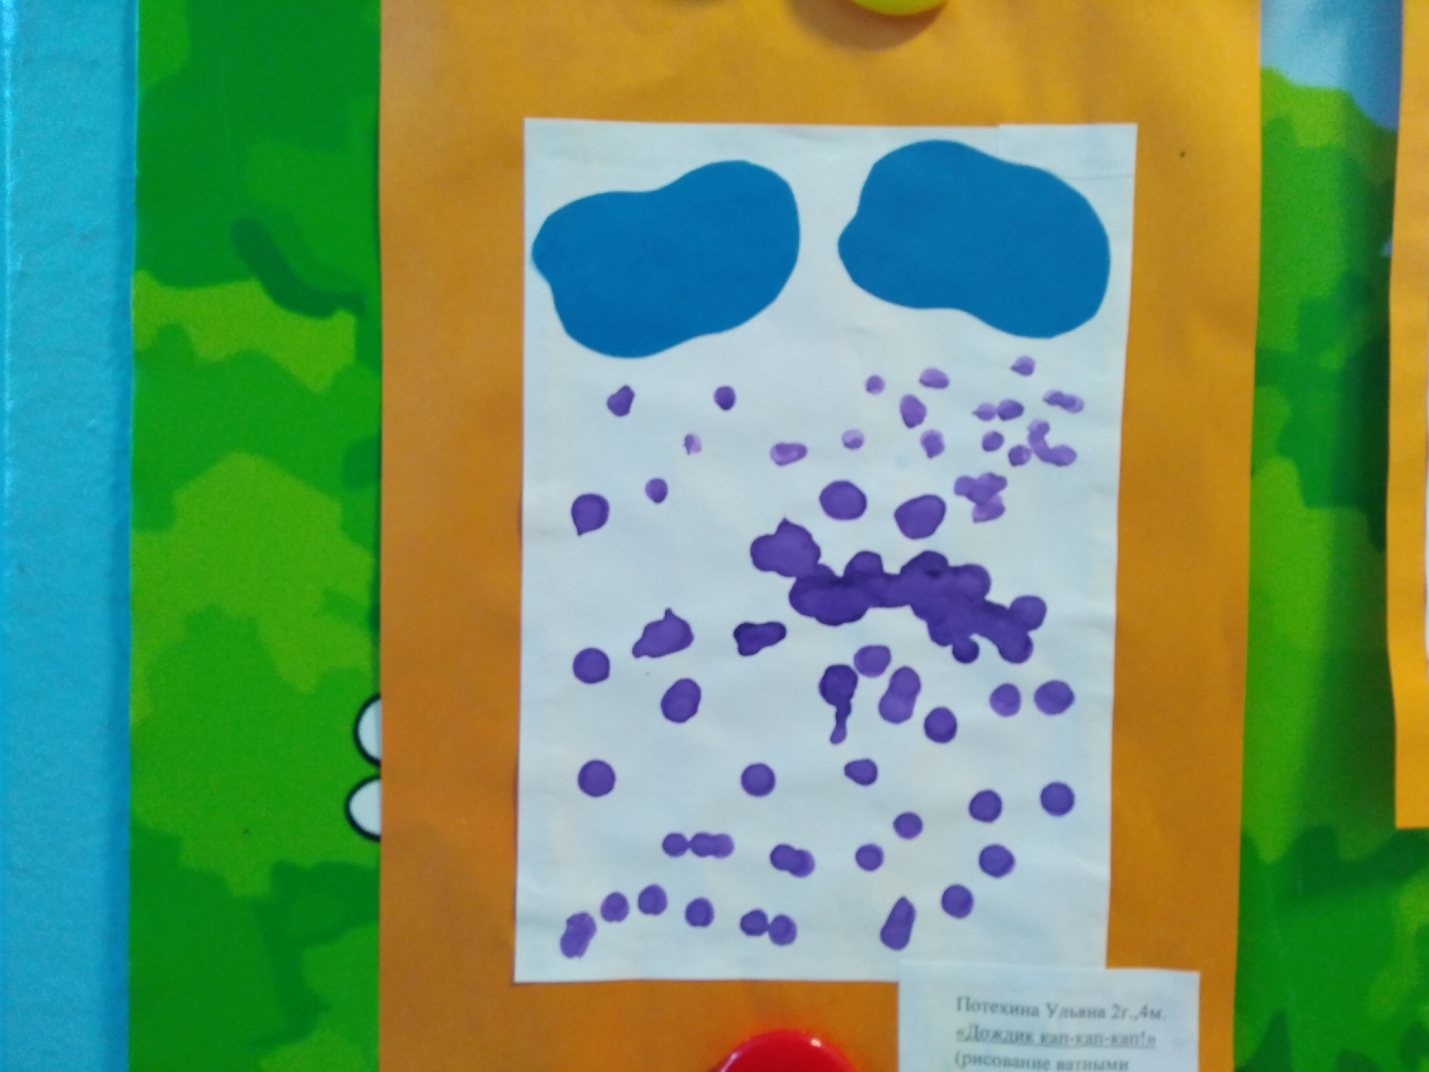 Потехина Ульяна 2г.,4м.
«Дождик кап-кап-кап!»
(рисование ватными